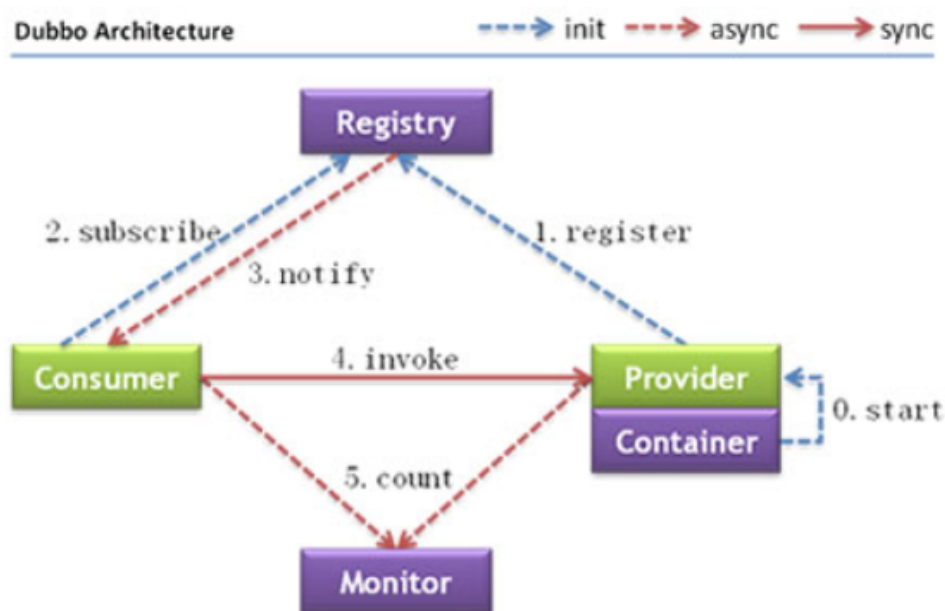 Dubbo Architecture
init
async
sync
Registry
2. subscribe
1. register
3. notify
Consumer
4. invoke
Provider
Container
0. start
5. count
Monitor